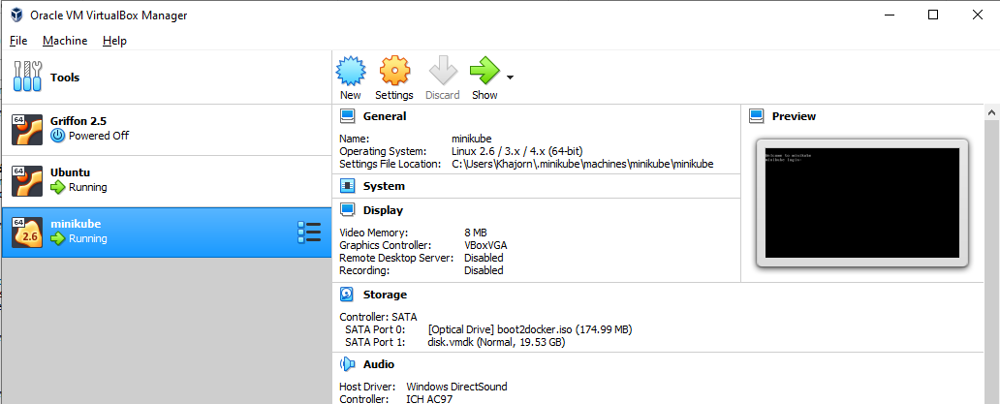 Oracle VM VirtualBox Manager
File Machine Help
Tools
New Settings Discard Show
64
Griffon 2.5
Powered Off
64
Ubuntu
Running
64
2.6
minikube
Running
General
Name: minikube
Operating System: Linux 2.6 / 3.x / 4.x (64-bit)
Settings File Location: C:\Users\Khajorn\.minikube\machines\minikube\minikube
System
Display
Video Memory: 8 MB
Graphics Controller: VBoxVGA
Remote Desktop Server: Disabled
Recording: Disabled
Storage
Controller: SATA
SATA Port 0: [Optical Drive] boot2docker.iso (174.99 MB)
SATA Port 1: disk.vmdk (Normal, 19.53 GB)
Audio
Host Driver: Windows DirectSound
Controller: ICH AC97
Preview
Welcome to minikube
minikube login: